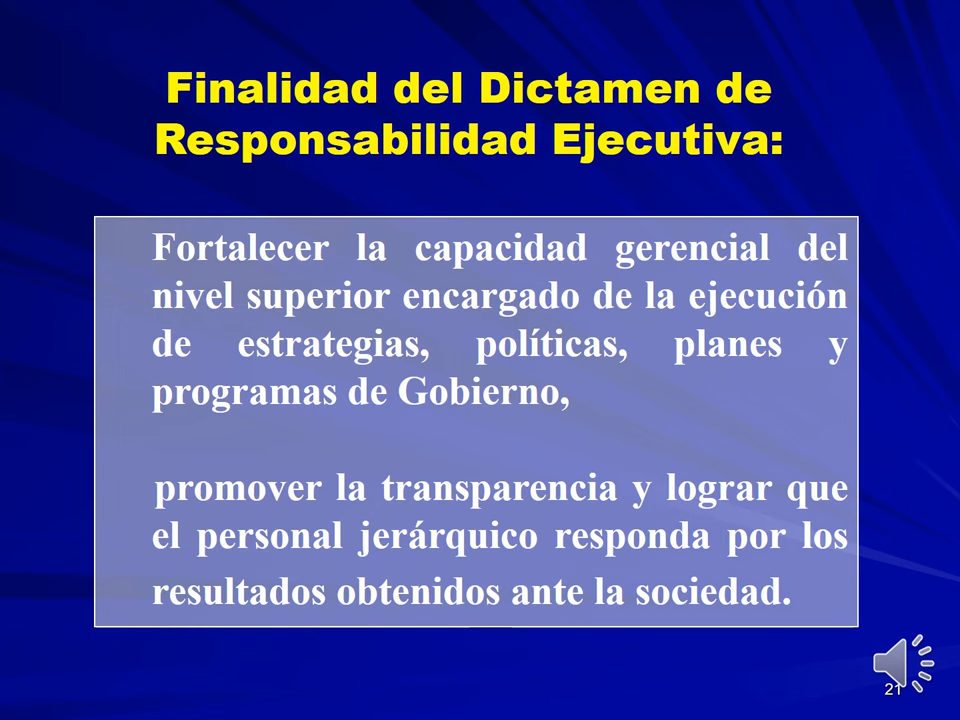 Finalidad del Dictamen de
Responsabilidad Ejecutiva:
Fortalecer la capacidad gerencial del
nivel superior encargado de la ejecución
de estrategias, políticas, planes y
programas de Gobierno,
promover la transparencia y lograr que
el personal jerárquico responda por los
resultados obtenidos ante la sociedad.
21